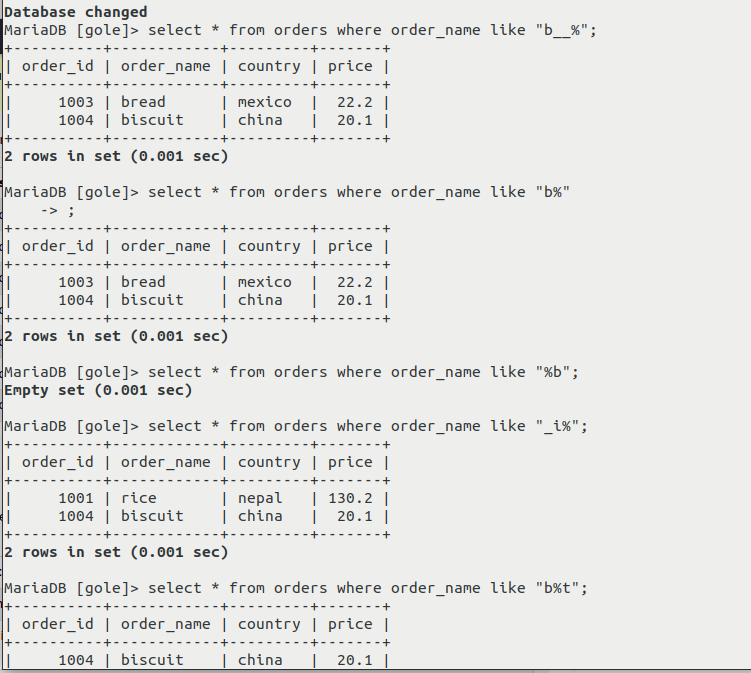 Database changed
MariaDB [gole]> select * from orders where order_name like "b__%";
+----------+------------+---------+-------+
| order_id | order_name | country | price |
+----------+------------+---------+-------+
|     1003 | bread      | mexico  |  22.2 |
|     1004 | biscuit    | china   |  20.1 |
+----------+------------+---------+-------+
2 rows in set (0.001 sec)
MariaDB [gole]> select * from orders where order_name like "b%"
    -> ;
+----------+------------+---------+-------+
| order_id | order_name | country | price |
+----------+------------+---------+-------+
|     1003 | bread      | mexico  |  22.2 |
|     1004 | biscuit    | china   |  20.1 |
+----------+------------+---------+-------+
2 rows in set (0.001 sec)
MariaDB [gole]> select * from orders where order_name like "%b";
Empty set (0.001 sec)
MariaDB [gole]> select * from orders where order_name like "_i%";
+----------+------------+---------+-------+
| order_id | order_name | country | price |
+----------+------------+---------+-------+
|     1001 | rice       | nepal   | 130.2 |
|     1004 | biscuit    | china   |  20.1 |
+----------+------------+---------+-------+
2 rows in set (0.001 sec)
MariaDB [gole]> select * from orders where order_name like "b%t";
+----------+------------+---------+-------+
| order_id | order_name | country | price |
+----------+------------+---------+-------+
|     1004 | biscuit    | china   |  20.1 |